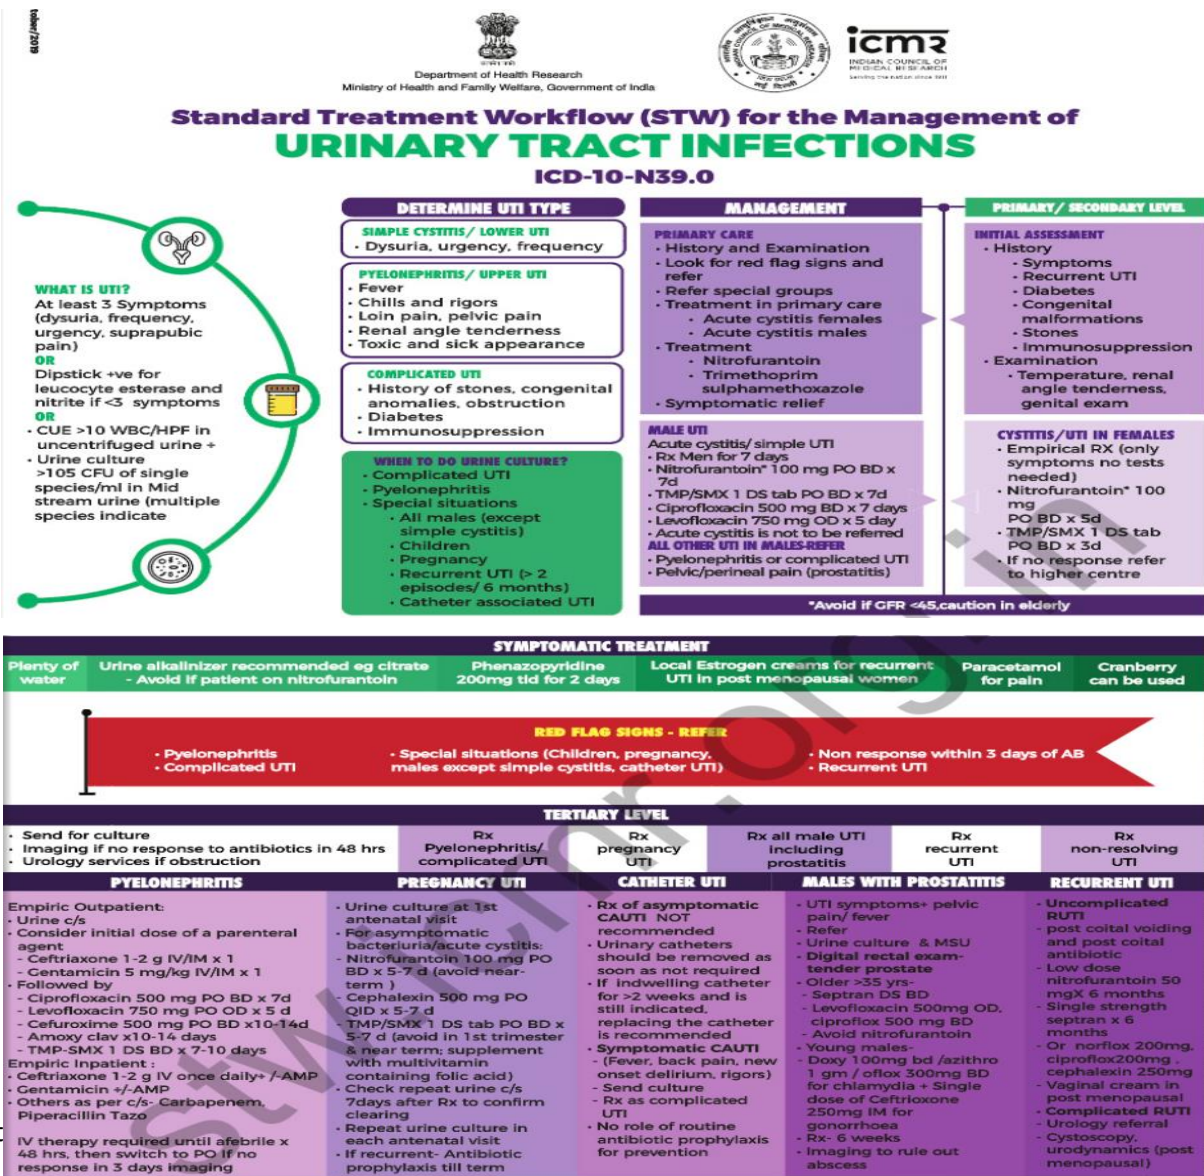 tober/2019
सत्यमेव जयते
Department of Health Research
Ministry of Health and Family Welfare, Government of India
INDIAN COUNCIL OF MEDICAL RESEARCH
नई दिल्ली
NEW DELHI
icmr
INDIAN COUNCIL OF
MEDICAL RESEARCH
Serving the nation since 1911
Standard Treatment Workflow (STW) for the Management of
URINARY TRACT INFECTIONS
ICD-10-N39.0
WHAT IS UTI?
At least 3 Symptoms
(dysuria, frequency,
urgency, suprapubic
pain)
OR
Dipstick +ve for
leucocyte esterase and
nitrite if <3 symptoms
OR
• CUE >10 WBC/HPF in
uncentrifuged urine +
• Urine culture
>105 CFU of single
species/ml in Mid
stream urine (multiple
species indicate
DETERMINE UTI TYPE
SIMPLE CYSTITIS/ LOWER UTI
• Dysuria, urgency, frequency
PYELONEPHRITIS/ UPPER UTI
• Fever
• Chills and rigors
• Loin pain, pelvic pain
• Renal angle tenderness
• Toxic and sick appearance
COMPLICATED UTI
• History of stones, congenital
anomalies, obstruction
• Diabetes
• Immunosuppression
WHEN TO DO URINE CULTURE?
• Complicated UTI
• Pyelonephritis
• Special situations
• All males (except
simple cystitis)
• Children
• Pregnancy
• Recurrent UTI (> 2
episodes/ 6 months)
• Catheter associated UTI
MANAGEMENT
PRIMARY CARE
• History and Examination
• Look for red flag signs and
refer
• Refer special groups
• Treatment in primary care
• Acute cystitis females
• Acute cystitis males
• Treatment
• Nitrofurantoin
• Trimethoprim
sulphamethoxazole
• Symptomatic relief
MALE UTI
Acute cystitis/ simple UTI
• Rx Men for 7 days
• Nitrofurantoin* 100 mg PO BD x
7d
• TMP/SMX 1 DS tab PO BD x 7d
• Ciprofloxacin 500 mg BD x 7 days
• Levofloxacin 750 mg OD x 5 day
• Acute cystitis is not to be referred
ALL OTHER UTI IN MALES-REFER
• Pyelonephritis or complicated UTI
• Pelvic/perineal pain (prostatitis)
PRIMARY/ SECONDARY LEVEL
INITIAL ASSESSMENT
• History
• Symptoms
• Recurrent UTI
• Diabetes
• Congenital
malformations
• Stones
• Immunosuppression
• Examination
• Temperature, renal
angle tenderness,
genital exam
CYSTITIS/UTI IN FEMALES
• Empirical RX (only
symptoms no tests
needed)
• Nitrofurantoin* 100
mg
PO BD x 5d
• TMP/SMX 1 DS tab
PO BD x 3d
• If no response refer
to higher centre
*Avoid if GFR <45,caution in elderly
SYMPTOMATIC TREATMENT
Plenty of
water
Urine alkalinizer recommended eg citrate
- Avoid if patient on nitrofurantoin
Phenazopyridine
200mg tid for 2 days
Local Estrogen creams for recurrent
UTI in post menopausal women
Paracetamol
for pain
Cranberry
can be used
RED FLAG SIGNS - REFER
• Pyelonephritis
• Complicated UTI
• Special situations (Children, pregnancy,
males except simple cystitis, catheter UTI)
• Non response within 3 days of AB
• Recurrent UTI
TERTIARY LEVEL
• Send for culture
• Imaging if no response to antibiotics in 48 hrs
• Urology services if obstruction
Rx
Pyelonephritis/
complicated UTI
Rx
pregnancy
UTI
Rx all male UTI
including
prostatitis
Rx
recurrent
UTI
Rx
non-resolving
UTI
PYELONEPHRITIS
Empiric Outpatient:
• Urine c/s
• Consider initial dose of a parenteral
agent
- Ceftriaxone 1-2 g IV/IM x 1
- Gentamicin 5 mg/kg IV/IM x 1
• Followed by
- Ciprofloxacin 500 mg PO BD x 7d
- Levofloxacin 750 mg PO OD x 5 d
- Cefuroxime 500 mg PO BD x10-14d
- Amoxy clav x10-14 days
- TMP-SMX 1 DS BD x 7-10 days
Empiric Inpatient :
• Ceftriaxone 1-2 g IV once daily+ /-AMP
• Gentamicin +/-AMP
• Others as per c/s- Carbapenem,
Piperacillin Tazo
IV therapy required until afebrile x
48 hrs, then switch to PO If no
response in 3 days imaging
PREGNANCY UTI
• Urine culture at 1st
antenatal visit
• For asymptomatic
bacteriuria/acute cystitis:
- Nitrofurantoin 100 mg PO
BD x 5-7 d (avoid near-
term )
- Cephalexin 500 mg PO
QID x 5-7 d
- TMP/SMX 1 DS tab PO BD x
5-7 d (avoid in 1st trimester
& near term; supplement
with multivitamin
containing folic acid)
• Check repeat urine c/s
7days after Rx to confirm
clearing
• Repeat urine culture in
each antenatal visit
• If recurrent- Antibiotic
prophylaxis till term
CATHETER UTI
• Rx of asymptomatic
CAUTI NOT
recommended
• Urinary catheters
should be removed as
soon as not required
• If indwelling catheter
for >2 weeks and is
still indicated,
replacing the catheter
is recommended
• Symptomatic CAUTI
- (Fever, back pain, new
onset delirium, rigors)
- Send culture
- Rx as complicated
UTI
• No role of routine
antibiotic prophylaxis
for prevention
MALES WITH PROSTATITIS
• UTI symptoms+ pelvic
pain/ fever
• Refer
• Urine culture & MSU
• Digital rectal exam-
tender prostate
• Older >35 yrs-
- Septran DS BD
- Levofloxacin 500mg OD,
ciproflox 500 mg BD
- Avoid nitrofurantoin
• Young males-
- Doxy 100mg bd /azithro
1 gm / oflox 300mg BD
for chlamydia + Single
dose of Ceftrioxone
250mg IM for
gonorrhoea
• Rx- 6 weeks
• Imaging to rule out
abscess
RECURRENT UTI
• Uncomplicated
RUTI
- post coital voiding
and post coital
antibiotic
- Low dose
nitrofurantoin 50
mgX 6 months
- Single strength
septran x 6
months
- Or norflox 200mg,
ciproflox200mg ,
cephalexin 250mg
- Vaginal cream in
post menopausal
• Complicated RUTI
- Urology referral
- Cystoscopy,
urodynamics (post
menopausal)
stw.icmr.org.in